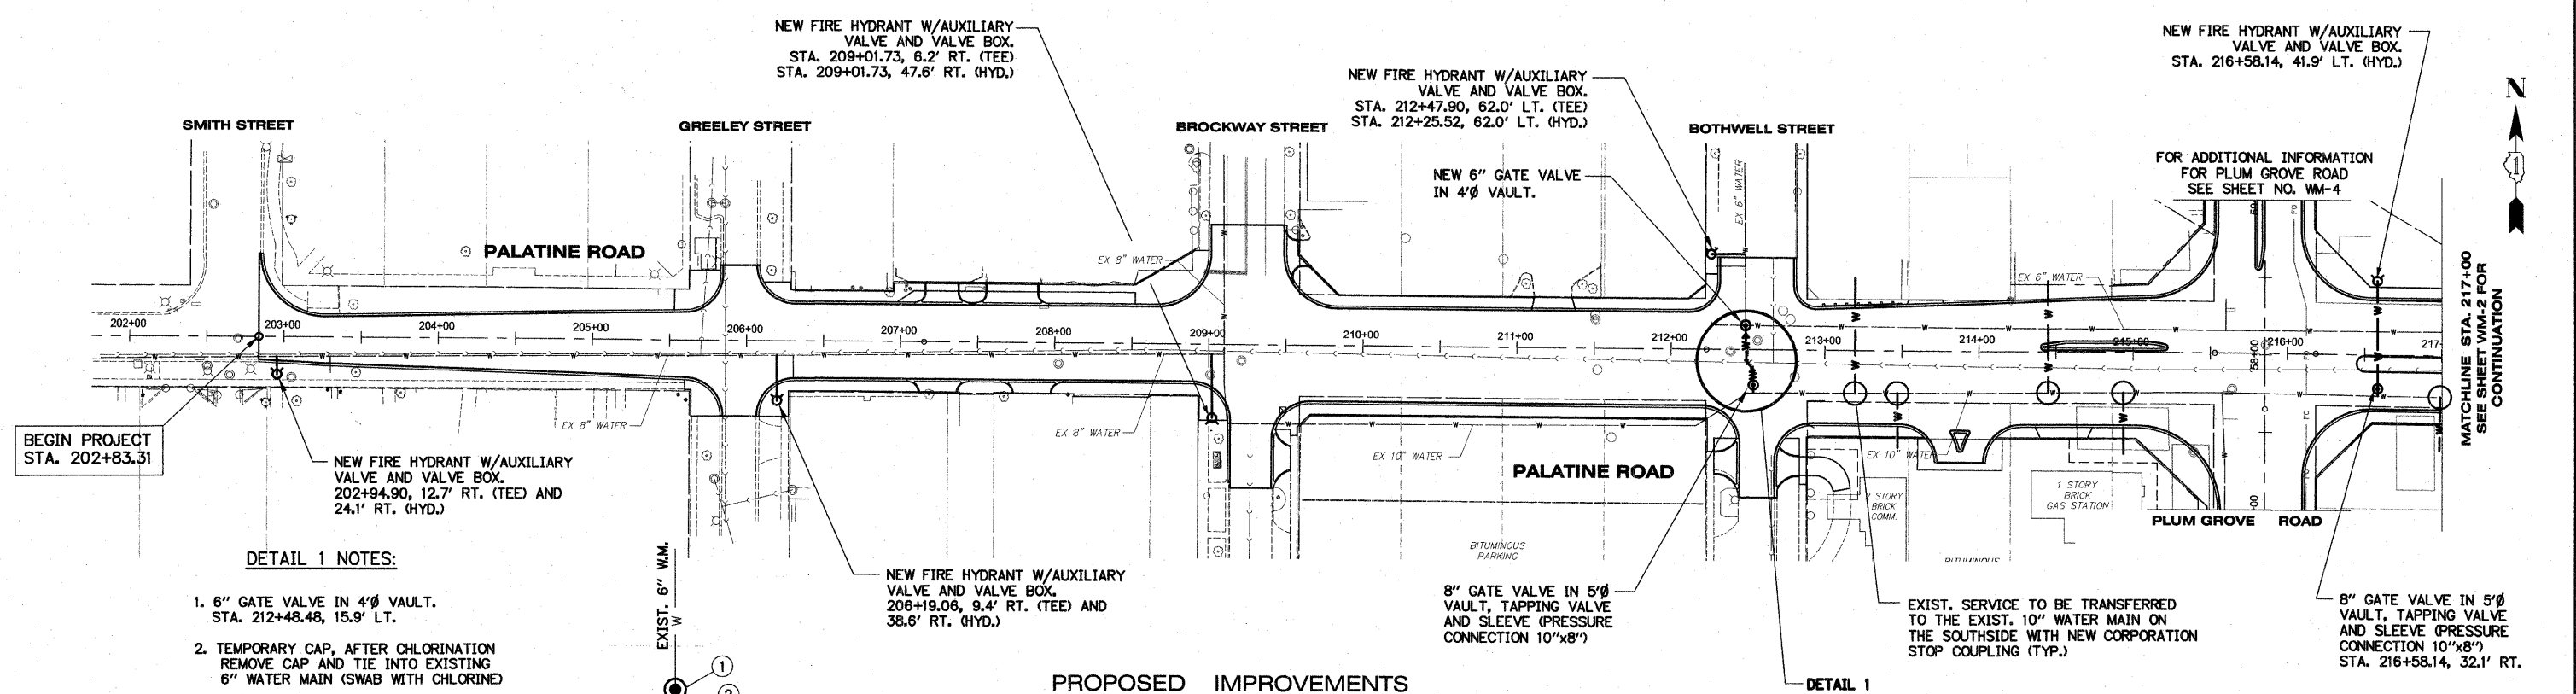 NEW FIRE HYDRANT W/AUXILIARY
VALVE AND VALVE BOX.
STA. 209+01.73, 6.2' RT. (TEE)
STA. 209+01.73, 47.6' RT. (HYD.)
NEW FIRE HYDRANT W/AUXILIARY
VALVE AND VALVE BOX.
STA. 212+47.90, 62.0' LT. (TEE)
STA. 212+25.52, 62.0' LT. (HYD.)
NEW FIRE HYDRANT W/AUXILIARY
VALVE AND VALVE BOX.
STA. 216+58.14, 41.9' LT. (HYD.)
N
1
SMITH STREET
GREELEY STREET
BROCKWAY STREET
BOTHWELL STREET
NEW 6" GATE VALVE
IN 4'Ø VAULT.
EX 6" WATER
FOR ADDITIONAL INFORMATION
FOR PLUM GROVE ROAD
SEE SHEET NO. WM-4
PALATINE ROAD
EX 8" WATER
EX 6" WATER
MATCHLINE STA. 217+00
SEE SHEET WM-2 FOR
CONTINUATION
202+00
203+00
204+00
205+00
206+00
207+00
208+00
209+00
210+00
211+00
212+00
213+00
214+00
215+00
216+00
217-
59+00
BEGIN PROJECT
STA. 202+83.31
EX 8" WATER
EX 8" WATER
EX 10" WATER
EX 10" WATER
PALATINE ROAD
NEW FIRE HYDRANT W/AUXILIARY
VALVE AND VALVE BOX.
202+94.90, 12.7' RT. (TEE) AND
24.1' RT. (HYD.)
2 STORY
BRICK
COMM.
1 STORY
BRICK
GAS STATION
-00
PLUM GROVE ROAD
BITUMINOUS
PARKING
BITUMINOUS
DETAIL 1 NOTES:
1. 6" GATE VALVE IN 4'Ø VAULT.
STA. 212+48.48, 15.9' LT.
2. TEMPORARY CAP, AFTER CHLORINATION
REMOVE CAP AND TIE INTO EXISTING
6" WATER MAIN (SWAB WITH CHLORINE)
EXIST. 6" W.M.
W
1
2
NEW FIRE HYDRANT W/AUXILIARY
VALVE AND VALVE BOX.
206+19.06, 9.4' RT. (TEE) AND
38.6' RT. (HYD.)
8" GATE VALVE IN 5'Ø
VAULT, TAPPING VALVE
AND SLEEVE (PRESSURE
CONNECTION 10"x8")
EXIST. SERVICE TO BE TRANSFERRED
TO THE EXIST. 10" WATER MAIN ON
THE SOUTHSIDE WITH NEW CORPORATION
STOP COUPLING (TYP.)
8" GATE VALVE IN 5'Ø
VAULT, TAPPING VALVE
AND SLEEVE (PRESSURE
CONNECTION 10"x8")
STA. 216+58.14, 32.1' RT.
PROPOSED IMPROVEMENTS
DETAIL 1